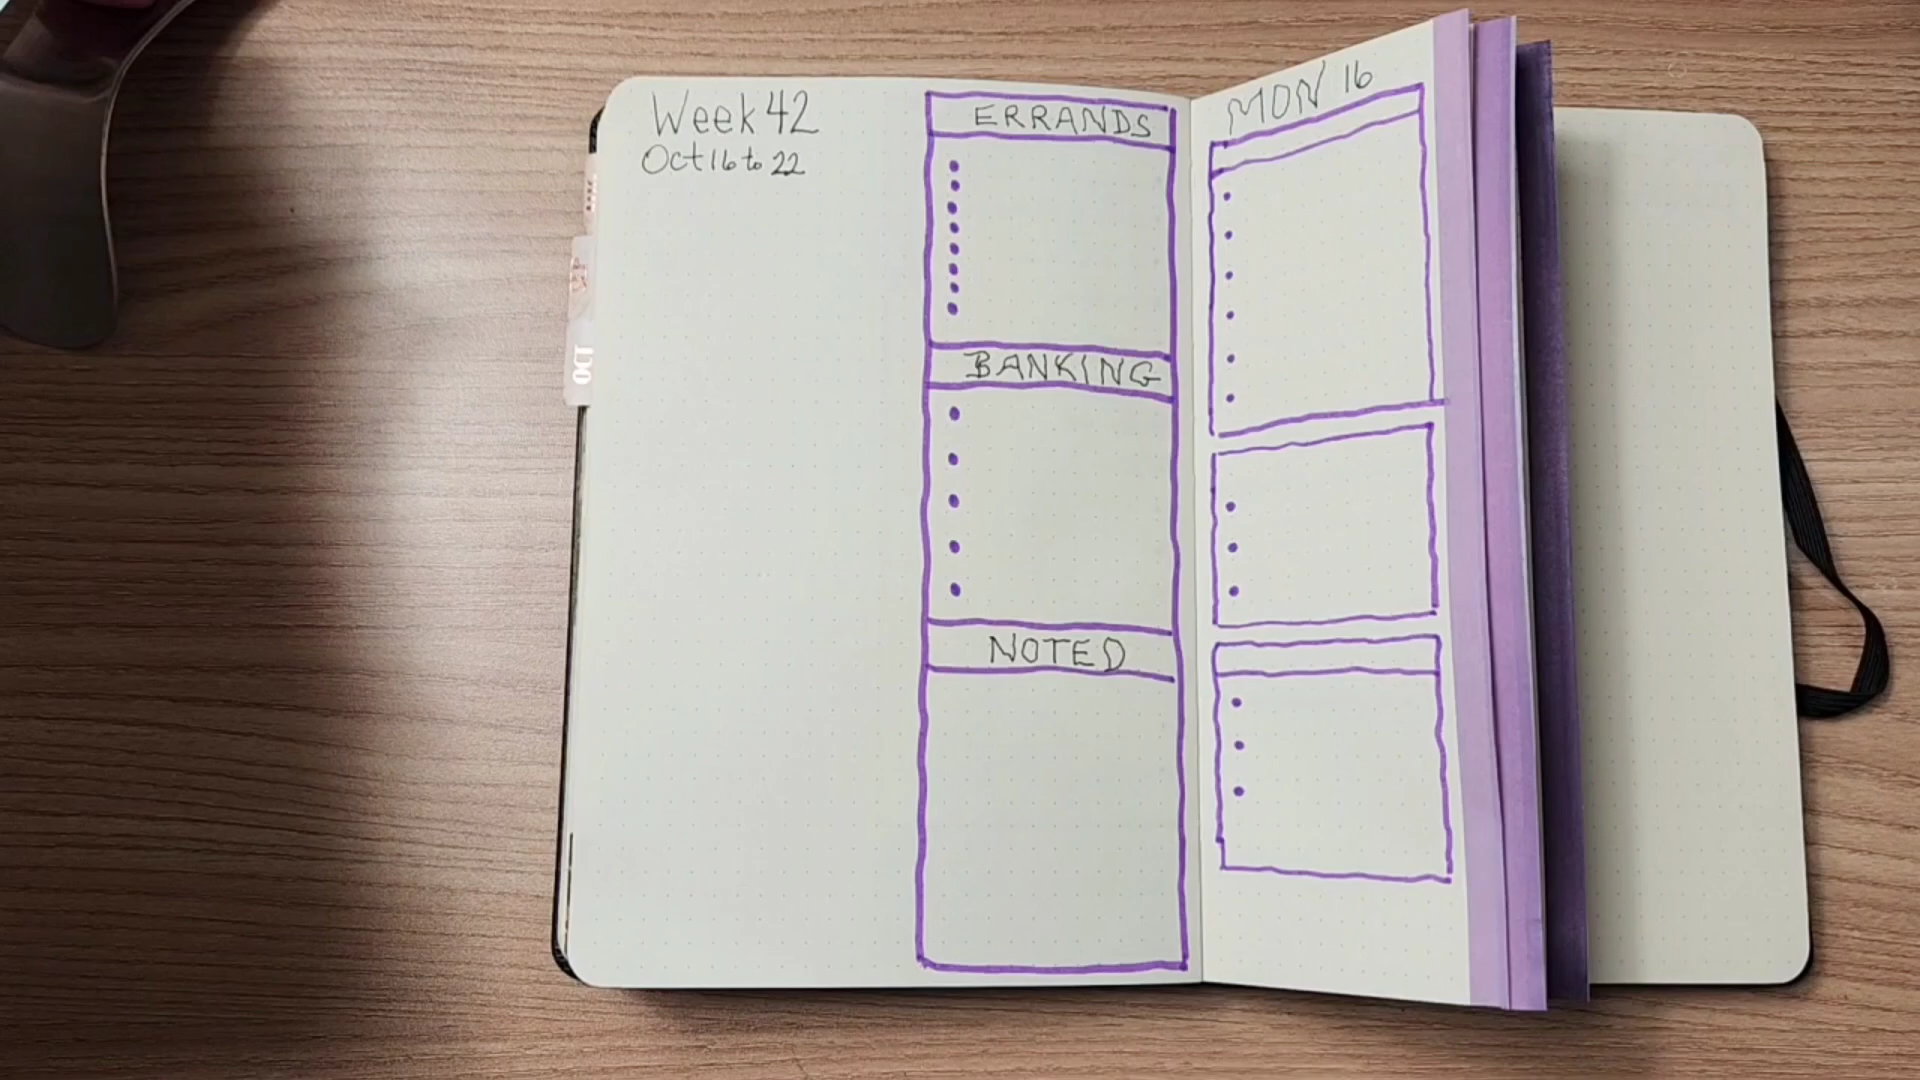 Week 42
Oct 16 to 22
ERRANDS
BANKING
NOTED
MON 16
OCT